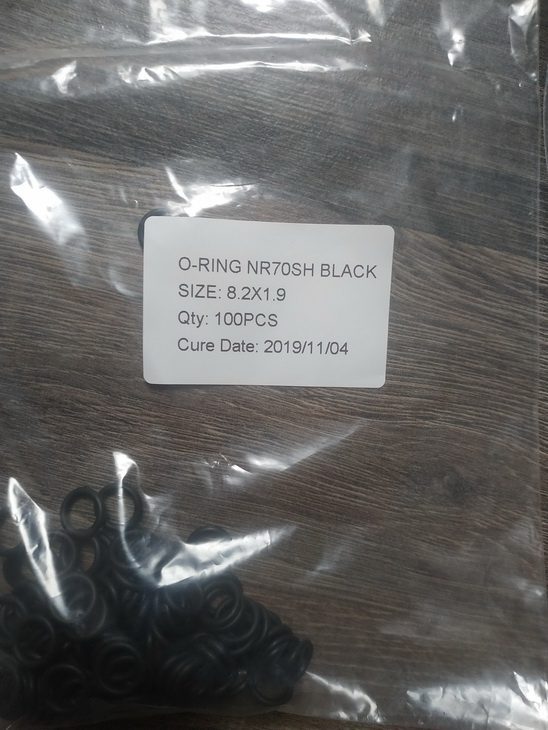 O-RING NR70SH BLACK
SIZE: 8.2X1.9
Qty: 100PCS
Cure Date: 2019/11/04